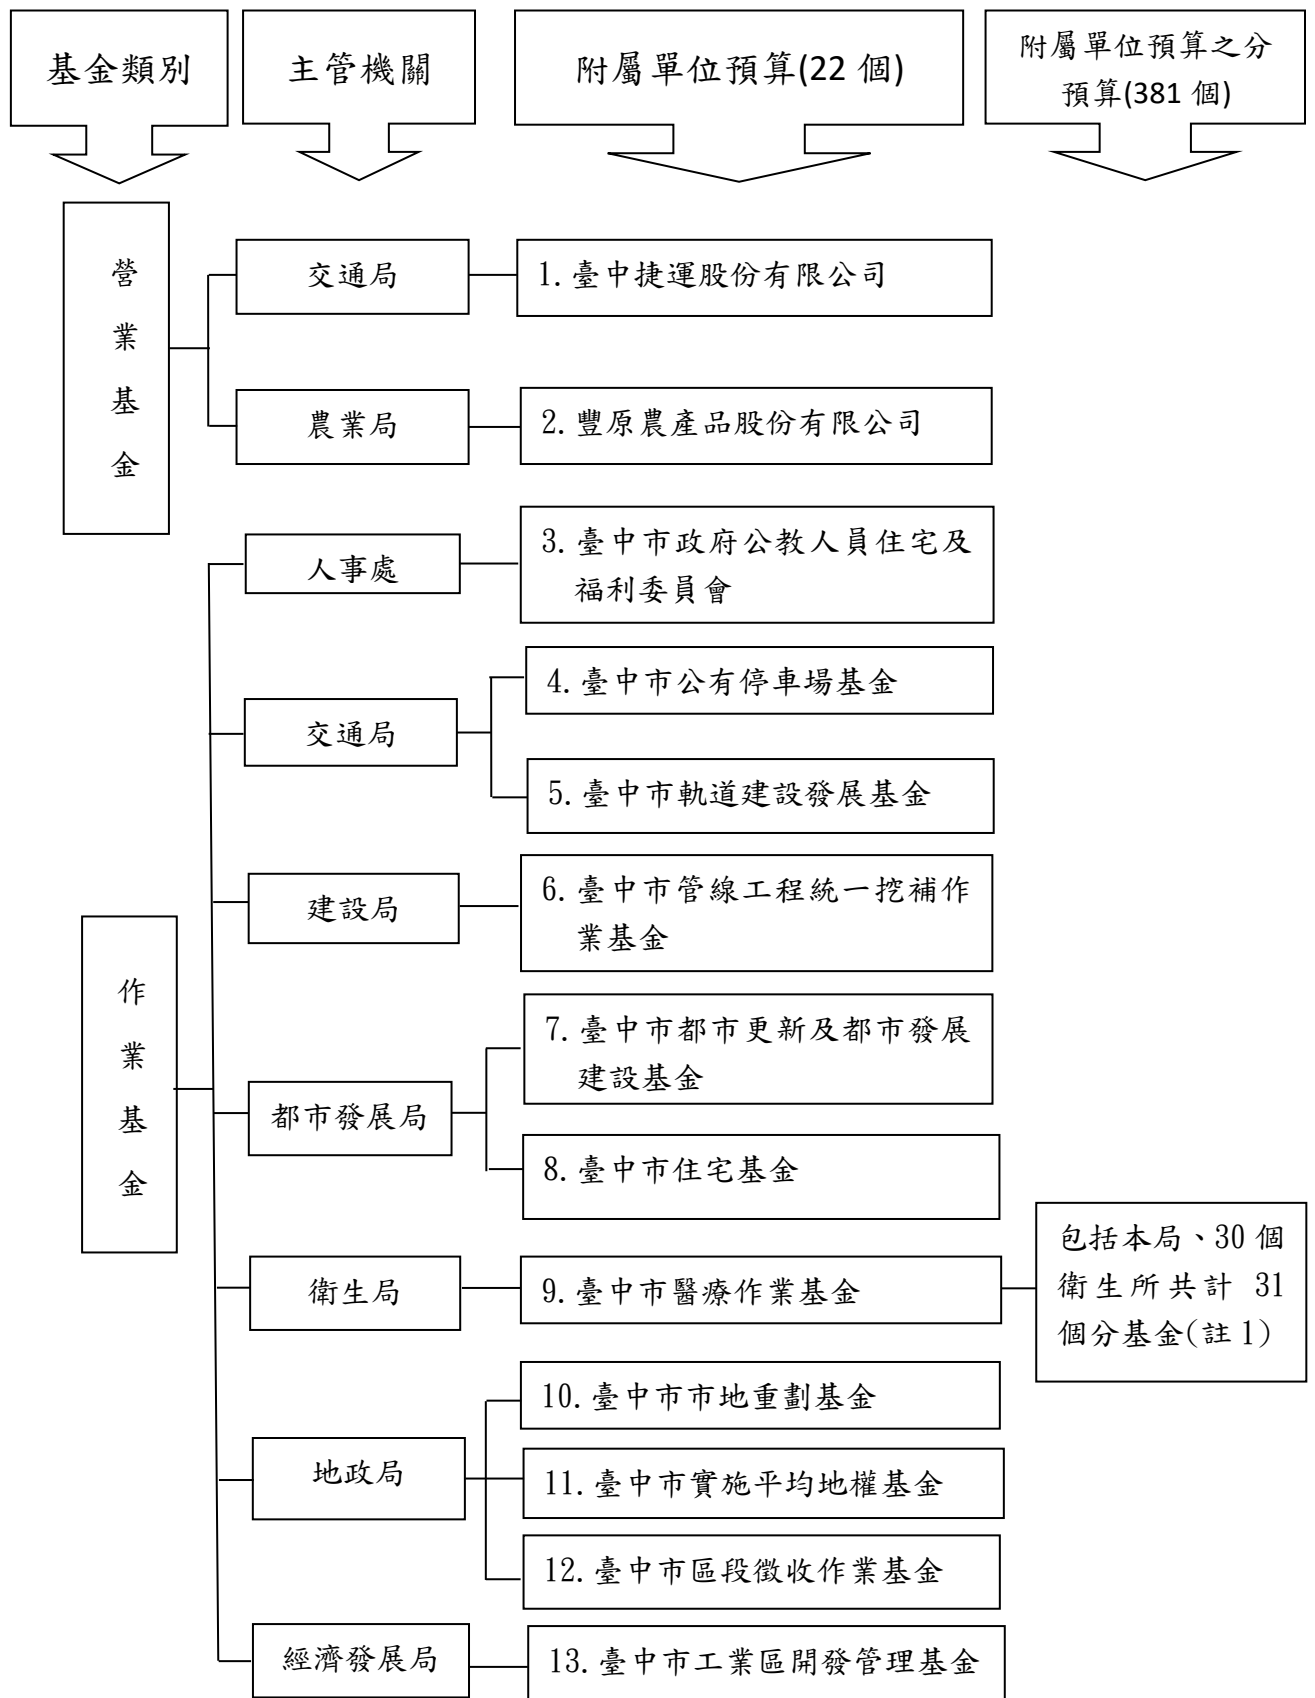 基金類別
主管機關
附屬單位預算(22 個)
附屬單位預算之分
預算(381 個)
營
業
基
金
交通局
1.臺中捷運股份有限公司
農業局
2.豐原農產品股份有限公司
人事處
3.臺中市政府公教人員住宅及
福利委員會
交通局
4.臺中市公有停車場基金
5.臺中市軌道建設發展基金
建設局
6.臺中市管線工程統一挖補作
業基金
作
業
基
金
都市發展局
7.臺中市都市更新及都市發展
建設基金
8.臺中市住宅基金
衛生局
9.臺中市醫療作業基金
包括本局、30 個
衛生所共計 31
個分基金(註 1)
地政局
10.臺中市市地重劃基金
11.臺中市實施平均地權基金
12.臺中市區段徵收作業基金
經濟發展局
13.臺中市工業區開發管理基金